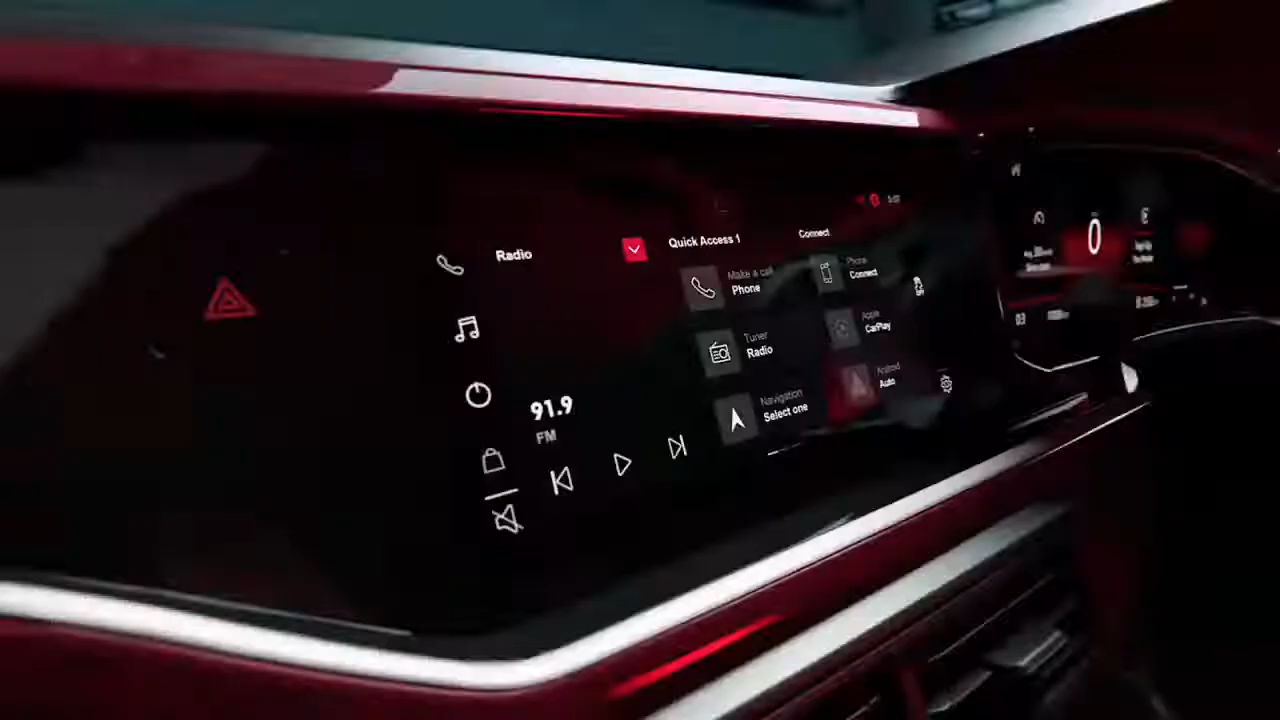 Radio
91.9
FM
Quick Access 1
Make a call
Phone
Tuner
Radio
Navigation
Select one
Connect
Phone
Connect
Apple
CarPlay
Android
Auto
0